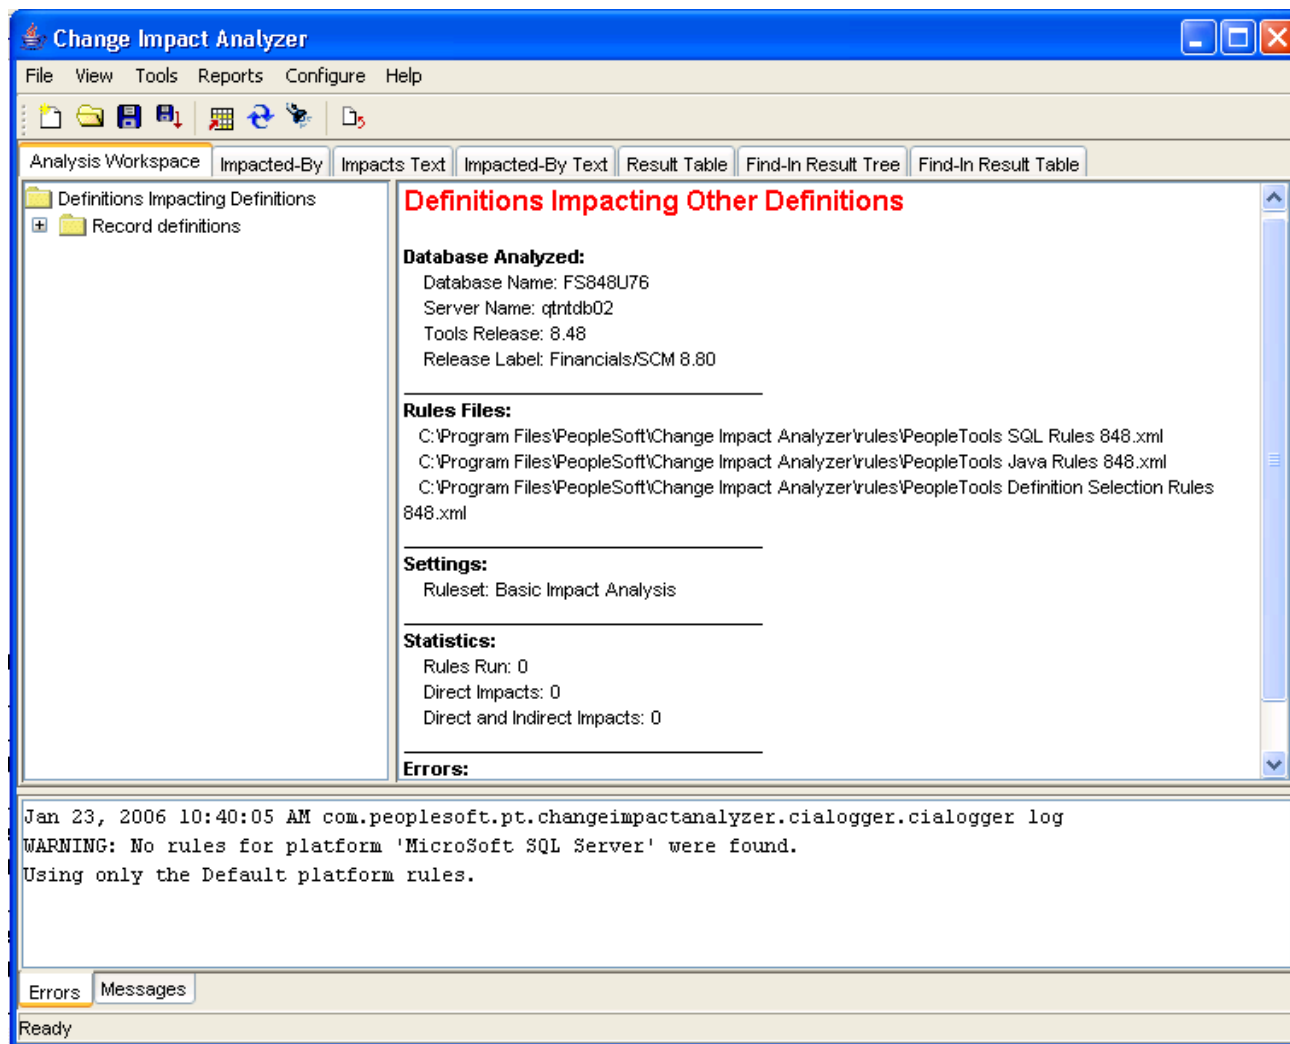 Change Impact Analyzer
File View Tools Reports Configure Help
Analysis Workspace Impacted-By Impacts Text Impacted-By Text Result Table Find-In Result Tree Find-In Result Table
Definitions Impacting Definitions
Record definitions
Definitions Impacting Other Definitions
Database Analyzed:
Database Name: FS848U76
Server Name: qtntdb02
Tools Release: 8.48
Release Label: Financials/SCM 8.80
Rules Files:
C:\Program Files\PeopleSoft\Change Impact Analyzer\rules\PeopleTools SQL Rules 848.xml
C:\Program Files\PeopleSoft\Change Impact Analyzer\rules\PeopleTools Java Rules 848.xml
C:\Program Files\PeopleSoft\Change Impact Analyzer\rules\PeopleTools Definition Selection Rules
848.xml
Settings:
Ruleset: Basic Impact Analysis
Statistics:
Rules Run: 0
Direct Impacts: 0
Direct and Indirect Impacts: 0
Errors:
Jan 23, 2006 10:40:05 AM com.peoplesoft.pt.changeimpactanalyzer.cialogger.cialogger log
WARNING: No rules for platform 'MicroSoft SQL Server' were found.
Using only the Default platform rules.
Errors Messages
Ready